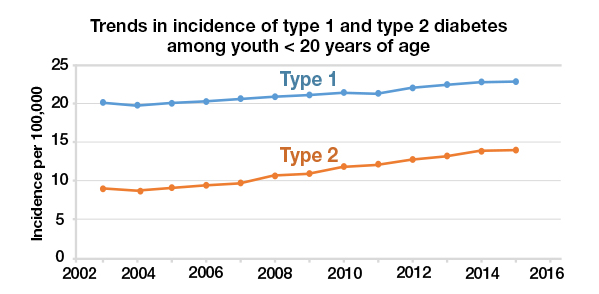 Trends in incidence of type 1 and type 2 diabetes
among youth < 20 years of age
Incidence per 100,000
25
20
15
10
5
0
Type 1
Type 2
2002 2004 2006 2008 2010 2012 2014 2016